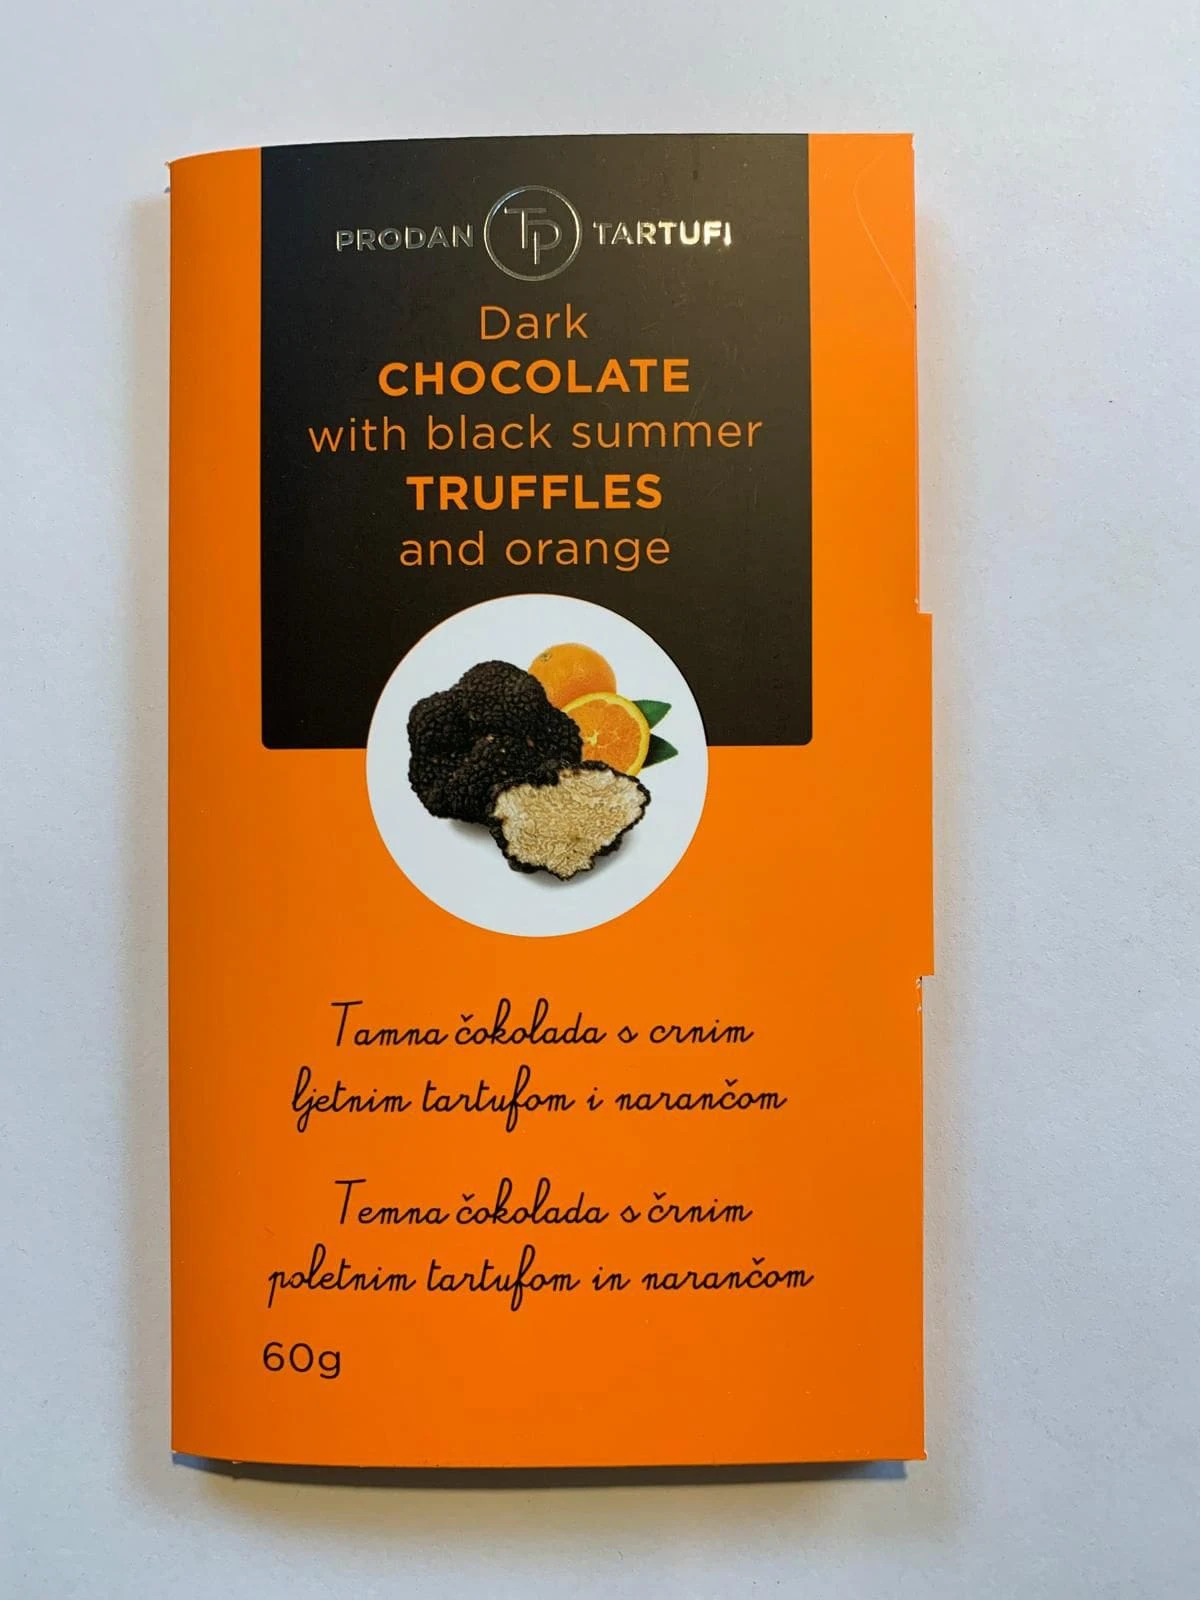 PRODAN TP TARTUFI
Dark
CHOCOLATE
with black summer
TRUFFLES
and orange
Tamna čokolada s crnim
ljetnim tartufom i narančom
Temna čokolada s črnim
poletnim tartufom in narančom
60g